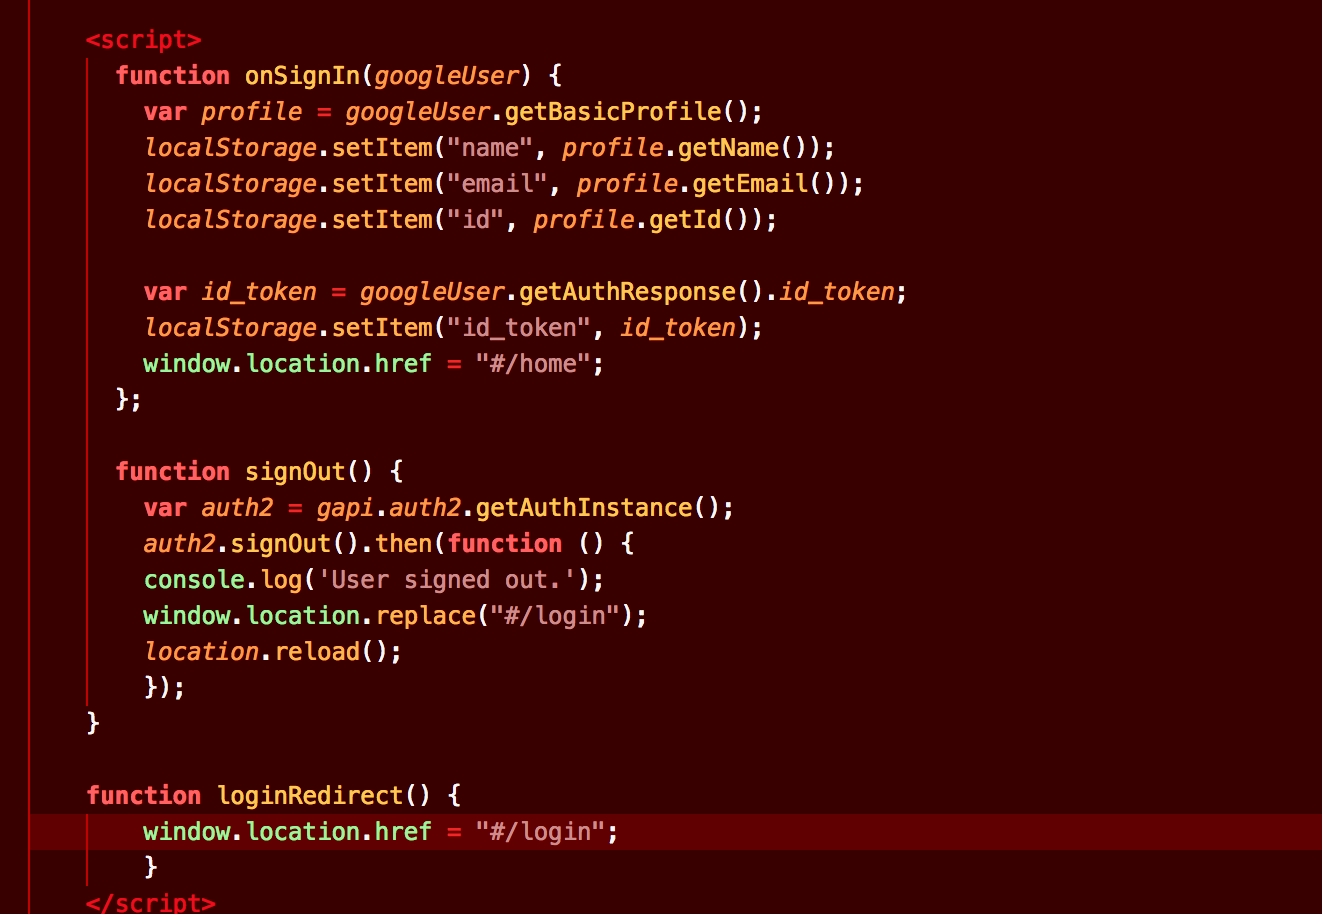 <script>
function onSignIn(googleUser) {
var profile = googleUser.getBasicProfile();
localStorage.setItem("name", profile.getName());
localStorage.setItem("email", profile.getEmail());
localStorage.setItem("id", profile.getId());
var id_token = googleUser.getAuthResponse().id_token;
localStorage.setItem("id_token", id_token);
window.location.href = "#/home";
};
function signOut() {
var auth2 = gapi.auth2.getAuthInstance();
auth2.signOut().then(function () {
console.log('User signed out.');
window.location.replace("#/login");
location.reload();
});
}
function loginRedirect() {
window.location.href = "#/login";
}
</script>